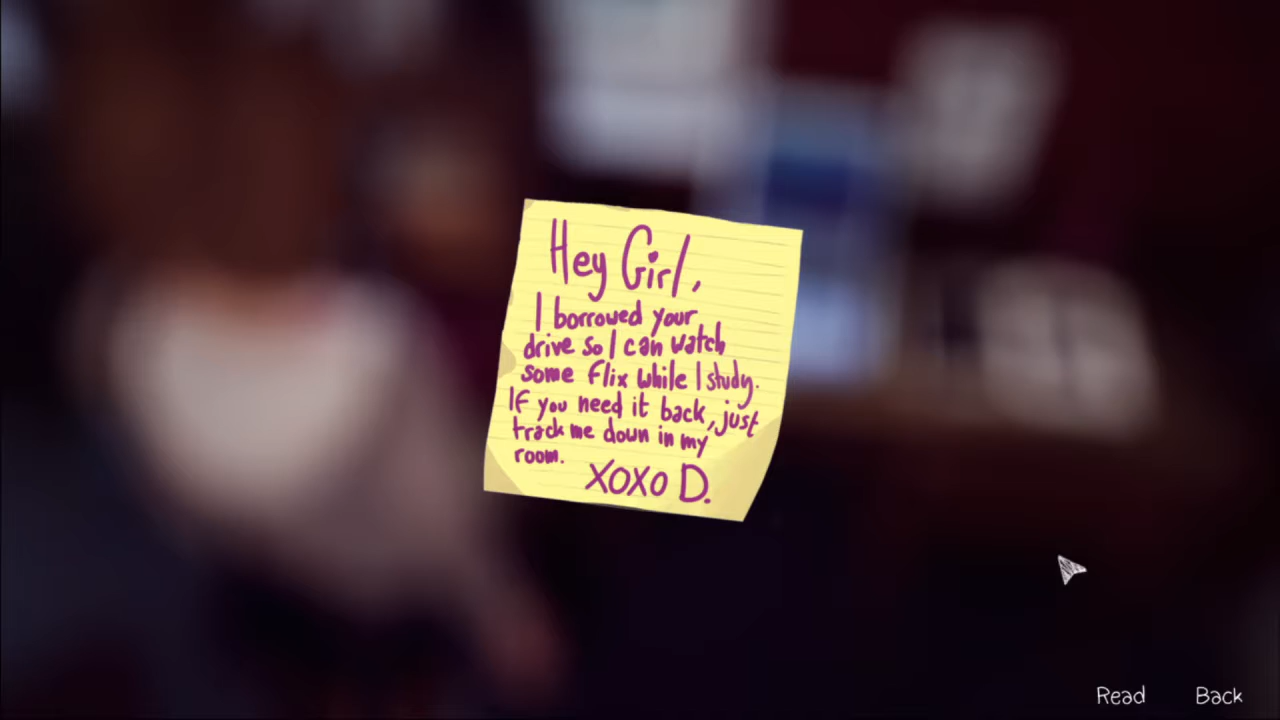 Hey Girl,
I borrowed your
drive so I can watch
some flix while I study.
If you need it back, just
track me down in my
room.
XOXO D.
Read Back